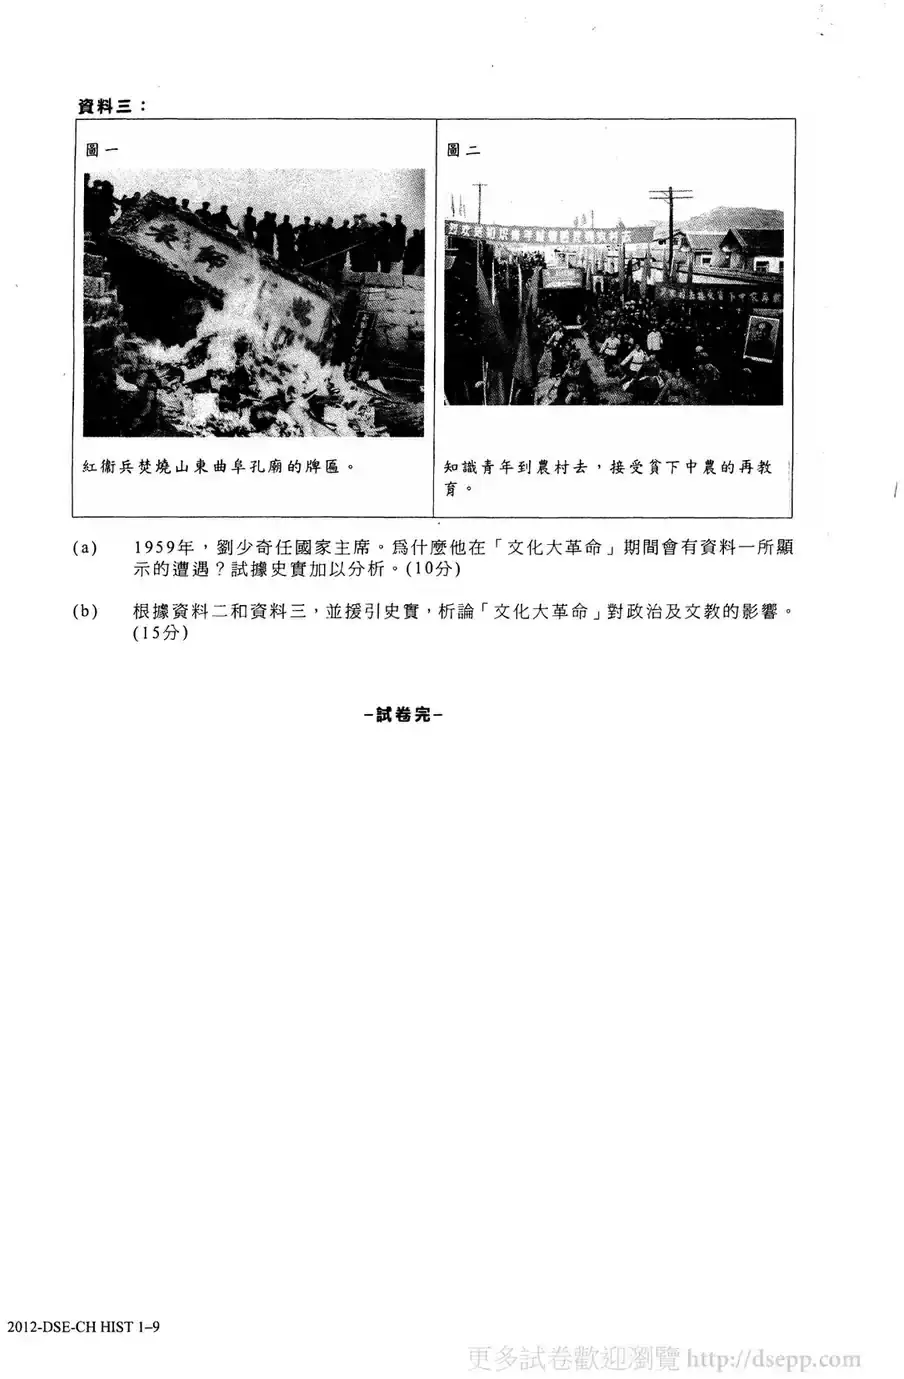 資料三：
圖一
圖二
紅衞兵焚燒山東曲阜孔廟的牌匾。
知識青年到農村去，接受貧下中農的再教
育。
(a) 1959年，劉少奇任國家主席。爲什麼他在「文化大革命」期間會有資料一所顯
示的遭遇？試據史實加以分析。(10分)
(b) 根據資料二和資料三，並援引史實，析論「文化大革命」對政治及文教的影響。
(15分)
–試卷完–
2012-DSE-CH HIST 1–9
更多試卷歡迎瀏覽 http://dsepp.com